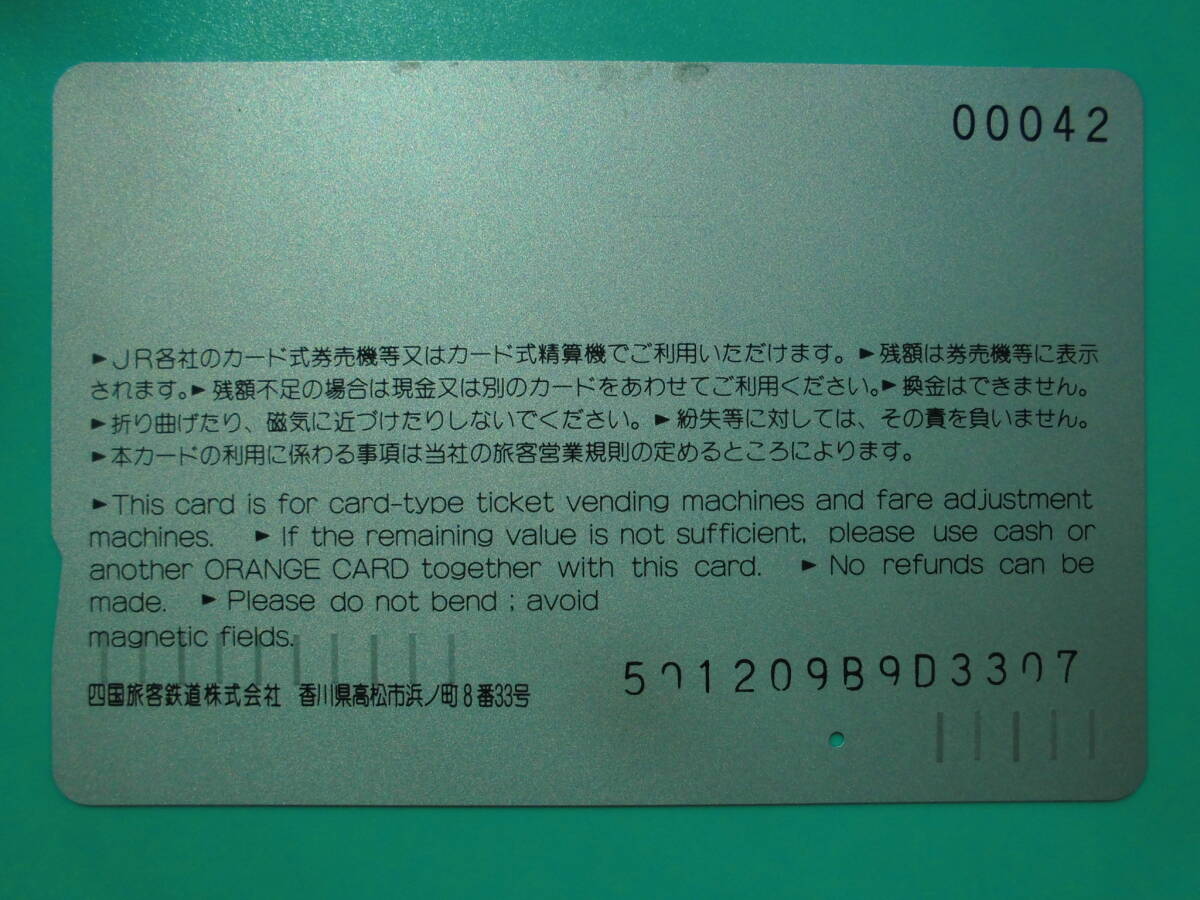 00042
►JR各社のカード式券売機等又はカード式精算機でご利用いただけます。►残額は券売機等に表示
されます。►残額不足の場合は現金又は別のカードをあわせてご利用ください。►換金はできません。
►折り曲げたり、磁気に近づけたりしないでください。►紛失等に対しては、その責を負いません。
►本カードの利用に係わる事項は当社の旅客営業規則の定めるところによります。
►This card is for card-type ticket vending machines and fare adjustment
machines. ►If the remaining value is not sufficient, please use cash or
another ORANGE CARD together with this card. ►No refunds can be
made. ►Please do not bend ; avoid
magnetic fields.
四国旅客鉄道株式会社 香川県高松市浜ノ町8番33号
501209B9D3307